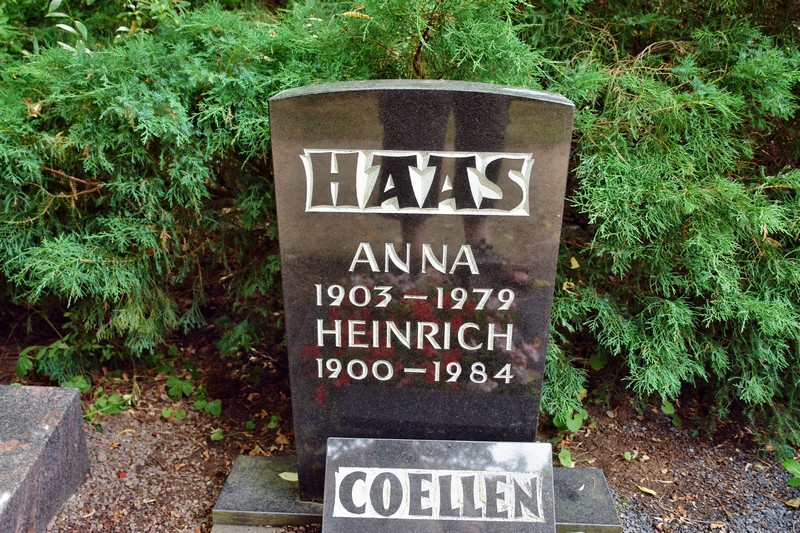 HAAS
ANNA
1903–1979
HEINRICH
1900–1984
COELLEN